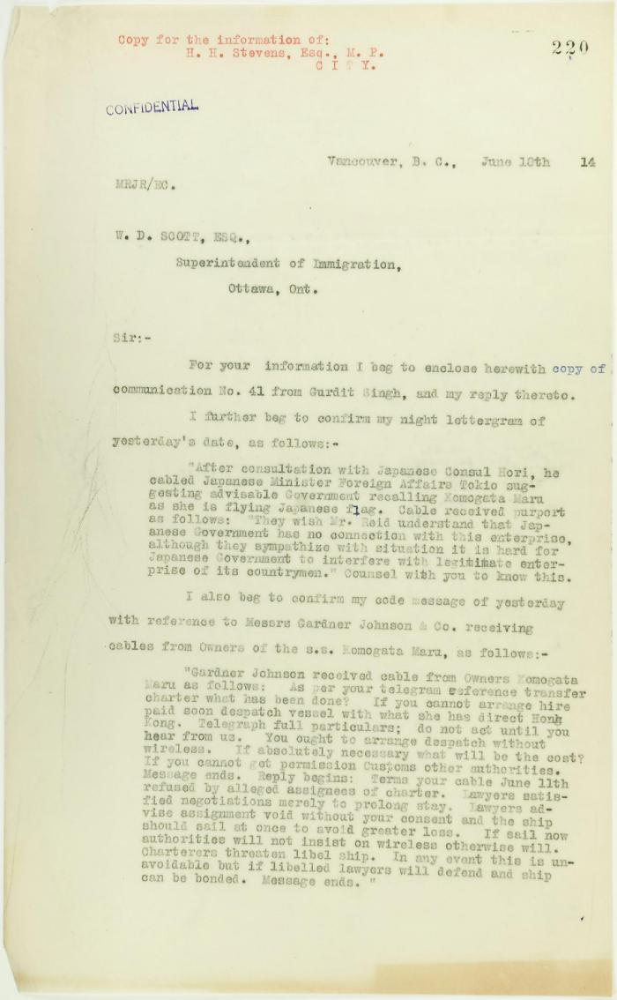 Copy for the information of:
H. H. Stevens, Esq., M. P.
C I T Y.
220
CONFIDENTIAL
Vancouver, B. C., June 18th 14
MRJR/EC.
W. D. SCOTT, ESQ.,
Superintendent of Immigration,
Ottawa, Ont.
Sir:-
For your information I beg to enclose herewith copy of
communication No. 41 from Gurdit Singh, and my reply thereto.
I further beg to confirm my night lettergram of
yesterday's date, as follows:-
"After consultation with Japanese Consul Hori, he
cabled Japanese Minister Foreign Affairs Tokio sug-
gesting advisable Government recalling Komogata Maru
as she is flying Japanese flag. Cable received purport
as follows: "They wish Mr. Reid understand that Jap-
anese Government has no connection with this enterprise,
although they sympathize with situation it is hard for
Japanese Government to interfere with legitimate enter-
prise of its countrymen." Counsel with you to know this.
I also beg to confirm my code message of yesterday
with reference to Messrs Gardner Johnson & Co. receiving
cables from Owners of the s.s. Komogata Maru, as follows:-
"Gardner Johnson received cable from Owners Komogata
Maru as follows: As per your telegram reference transfer
charter what has been done? If you cannot arrange hire
paid soon despatch vessel with what she has direct Honk
Kong. Telegraph full particulars; do not act until you
hear from us. You ought to arrange despatch without
wireless. If absolutely necessary what will be the cost?
If you cannot get permission Customs other authorities.
Message ends. Reply begins: Terms your cable June 11th
refused by alleged assignees of charter. Lawyers satis-
fied negotiations merely to prolong stay. Lawyers ad-
vise assignment void without your consent and the ship
should sail at once to avoid greater loss. If sail now
authorities will not insist on wireless otherwise will.
Charterers threaten libel ship. In any event this is un-
avoidable but if libelled lawyers will defend and ship
can be bonded. Message ends. "